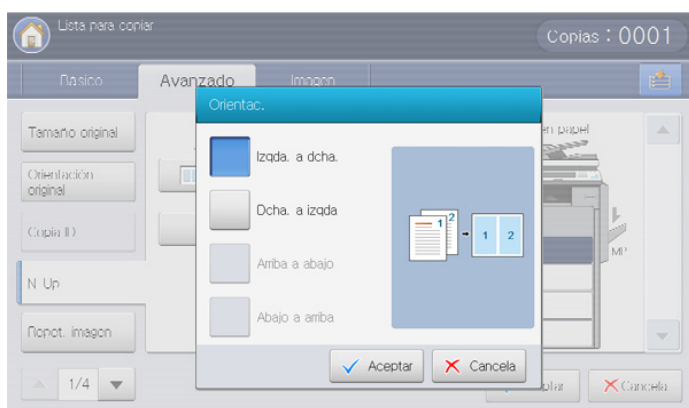 Lista para copiar
Copias : 0001
Básico
Avanzado
Imagen
Orientac.
Tamaño original
Izqda. a dcha.
en papel
Orientación
original
Dcha. a izqda
1 2 1 2
Copia ID
MP
Arriba a abajo
N Up
Abajo a arriba
Repet. imagen
Aceptar
Cancela
1/4
Cancela